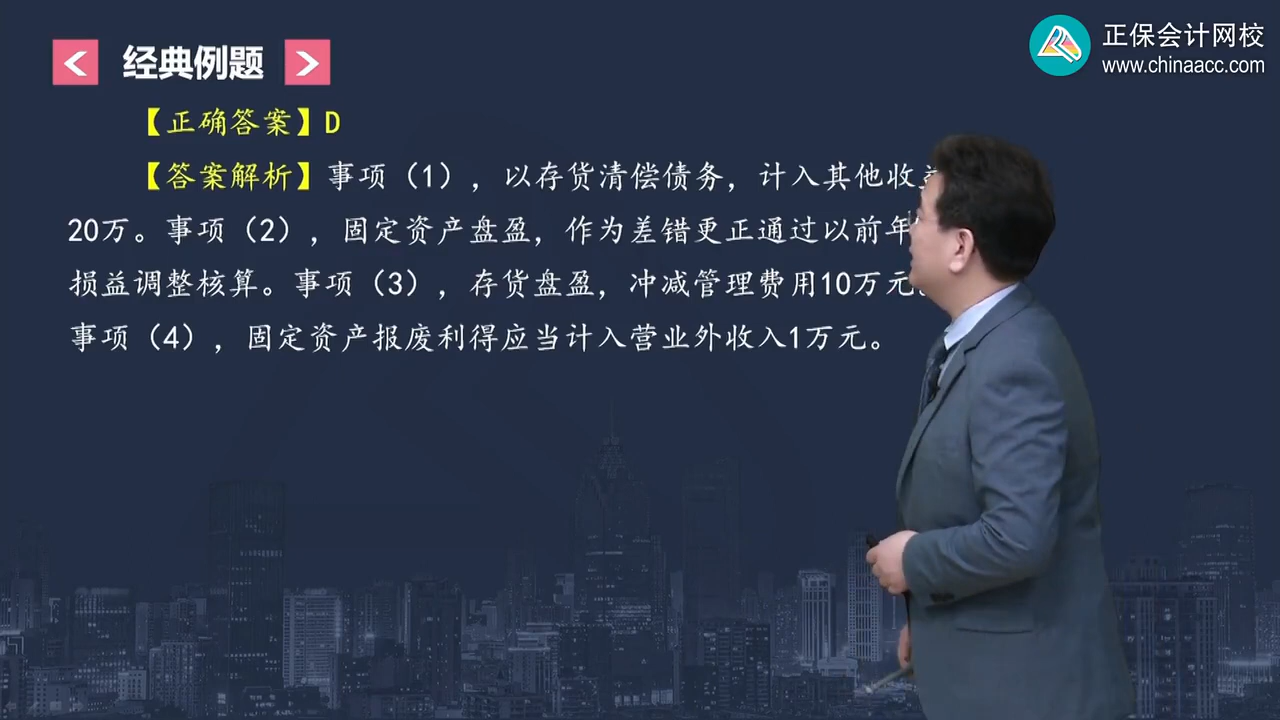 经典例题
正保会计网校
www.chinaacc.com
【正确答案】D
【答案解析】事项（1），以存货清偿债务，计入其他收
20万。事项（2），固定资产盘盈，作为差错更正通过以前年
损益调整核算。事项（3），存货盘盈，冲减管理费用10万元。
事项（4），固定资产报废利得应当计入营业外收入1万元。